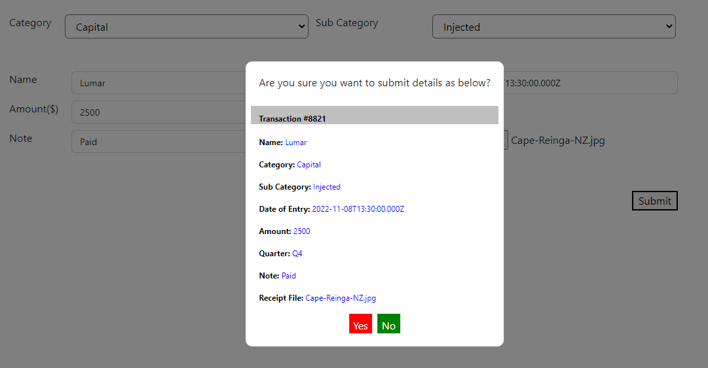 Category Capital Sub Category Injected
Are you sure you want to submit details as below?
Name Lumar 13:30:00.000Z
Transaction #8821
Amount($) 2500
Name: Lumar
Note Paid Cape-Reinga-NZ.jpg
Category: Capital
Sub Category: Injected
Submit
Date of Entry: 2022-11-08T13:30:00.000Z
Amount: 2500
Quarter: Q4
Note: Paid
Receipt File: Cape-Reinga-NZ.jpg
Yes No